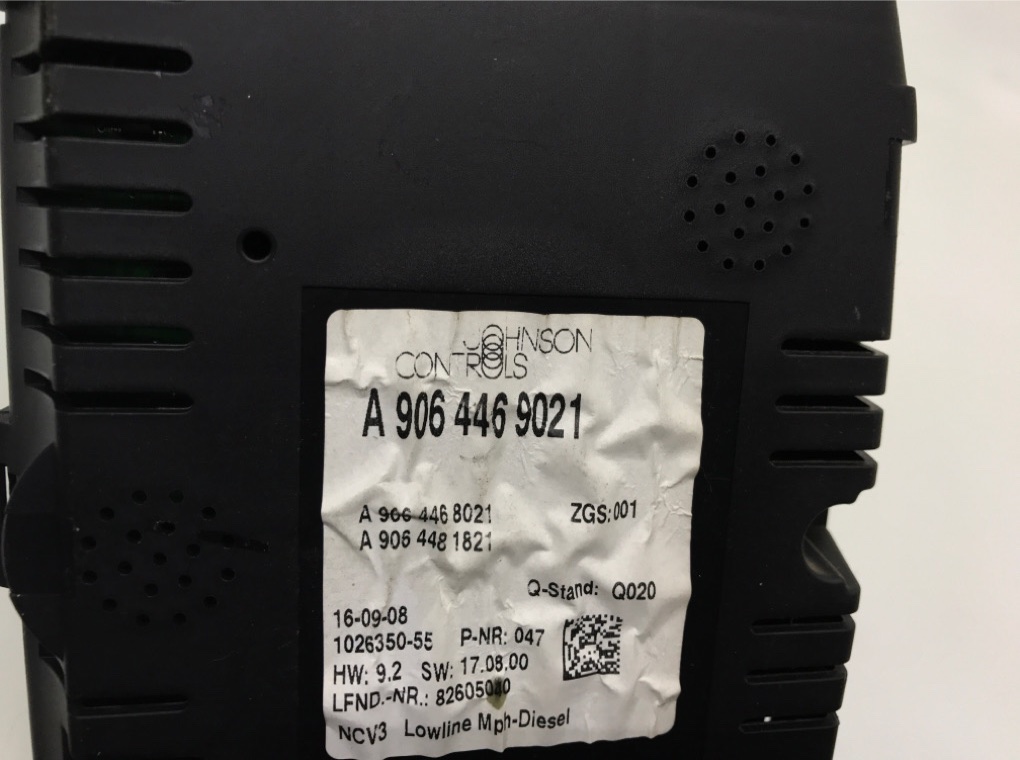 JOHNSON
CONTROLS
A 906 446 9021
A 906 446 8021 ZGS: 001
A 906 448 1821
Q-Stand: Q020
16-09-08
1026350-55 P-NR: 047
HW: 9.2 SW: 17.08.00
LFND.-NR.: 82605040
NCV3 Lowline Mph-Diesel